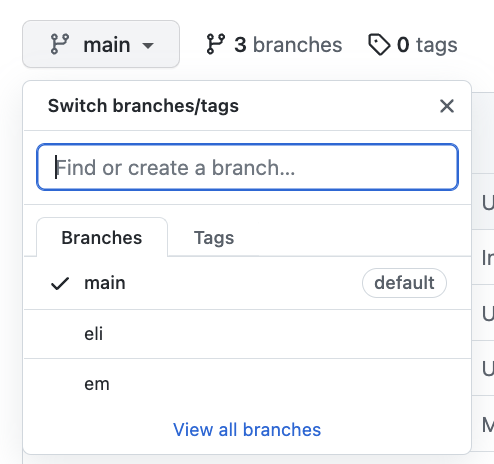 main 3 branches 0 tags
Switch branches/tags
Find or create a branch...
Branches Tags
main default
eli
em
View all branches